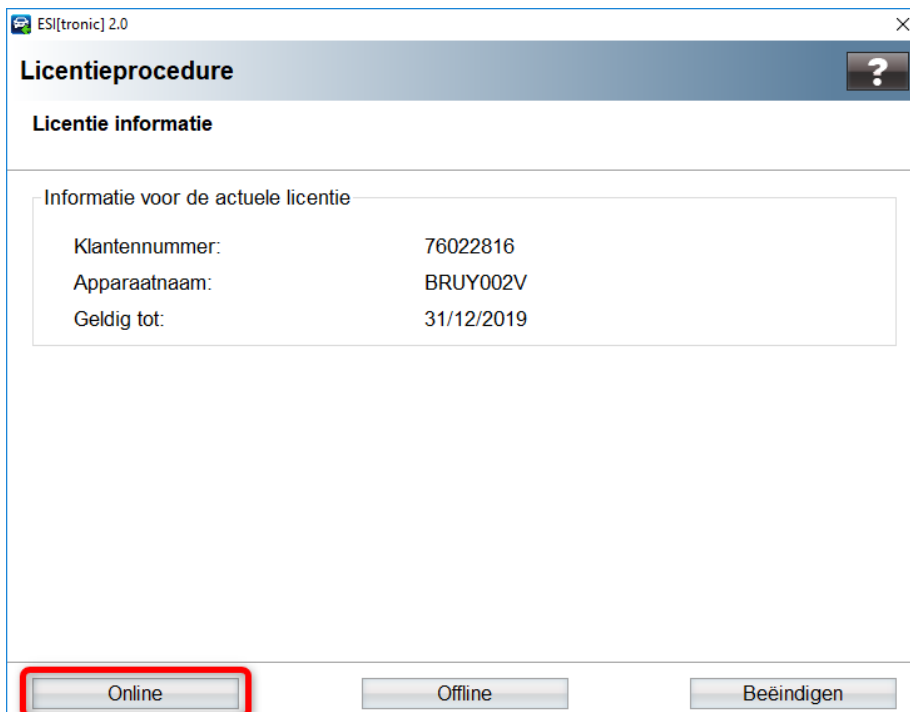 ESI[tronic] 2.0
Licentieprocedure ?
Licentie informatie
Informatie voor de actuele licentie
Klantennummer: 76022816
Apparaatnaam: BRUY002V
Geldig tot: 31/12/2019
Online Offline Beëindigen